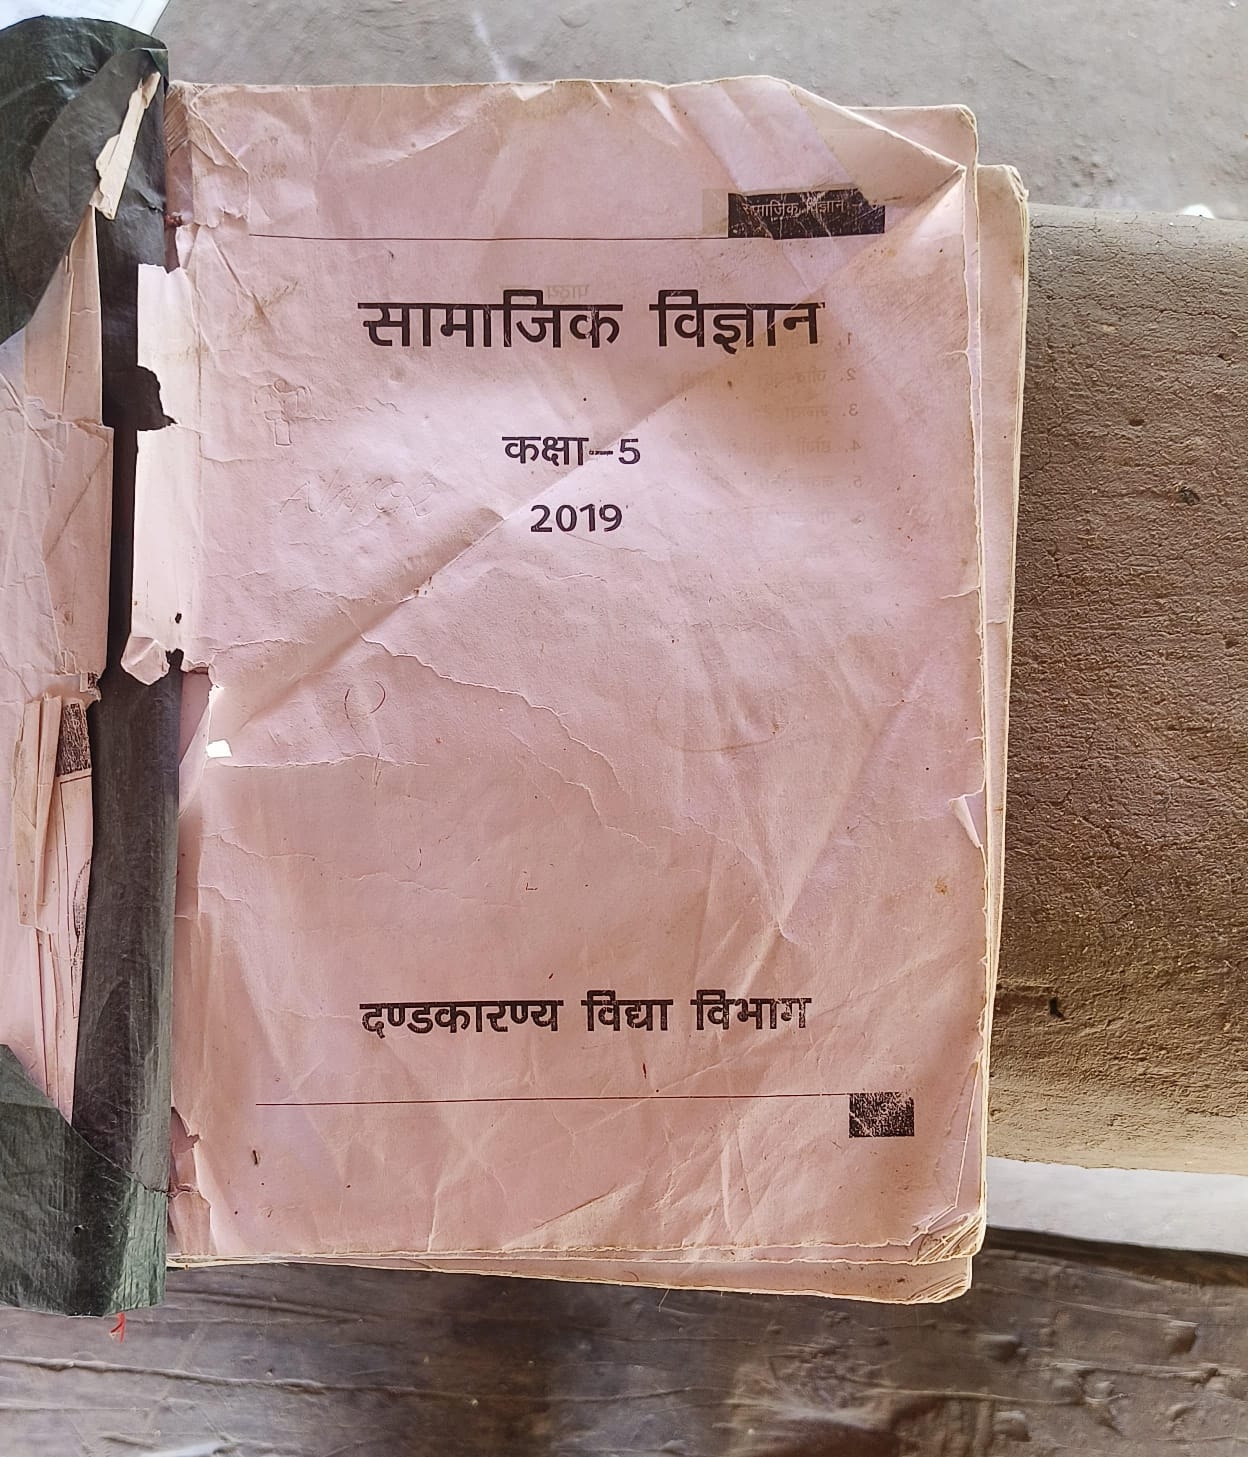 सामाजिक विज्ञान
सामाजिक विज्ञान
कक्षा-5
2019
दण्डकारण्य विद्या विभाग